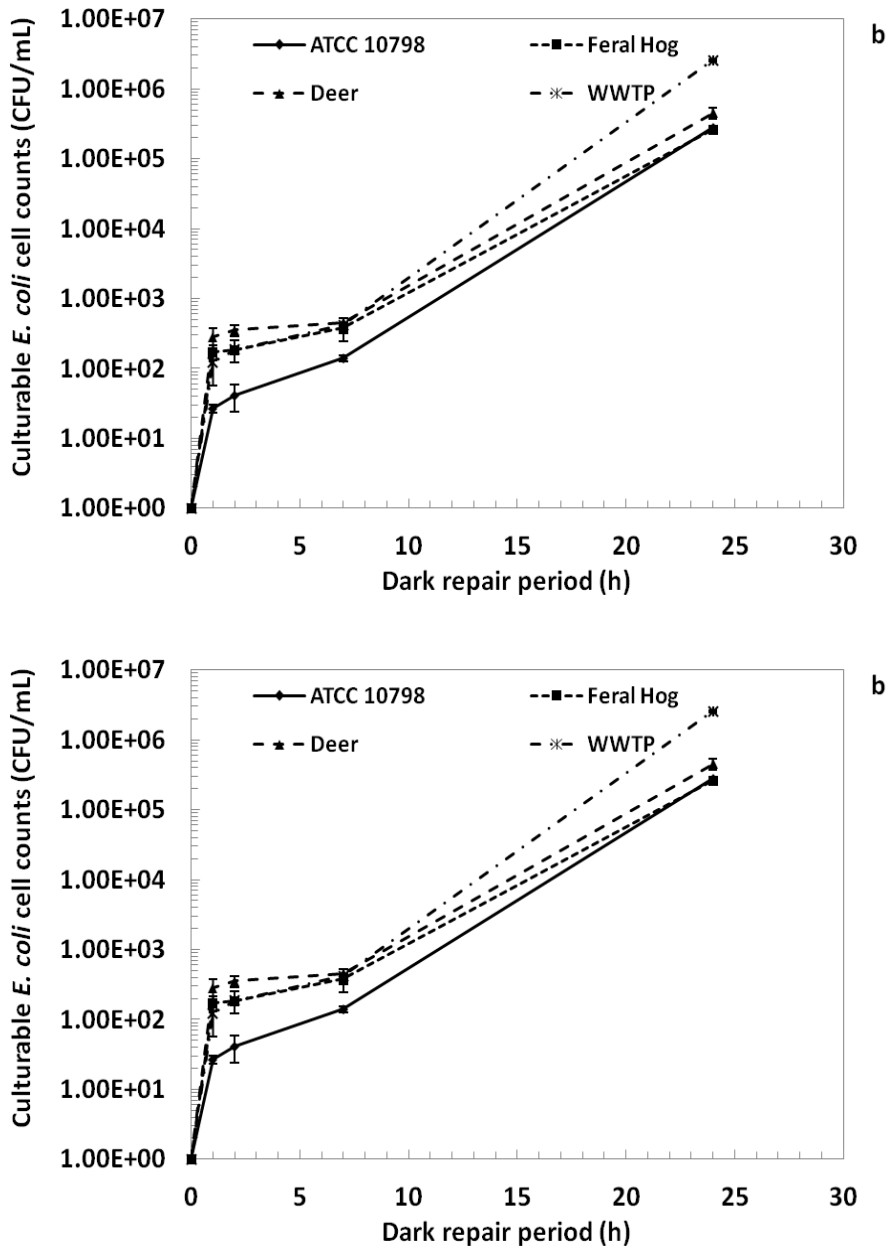 b
1.00E+07
ATCC 10798 Feral Hog
1.00E+06
Deer WWTP
1.00E+05
1.00E+04
1.00E+03
1.00E+02
1.00E+01
1.00E+00
Culturable E. coli cell counts (CFU/mL)
0 5 10 15 20 25 30
Dark repair period (h)
b
1.00E+07
ATCC 10798 Feral Hog
1.00E+06
Deer WWTP
1.00E+05
1.00E+04
1.00E+03
1.00E+02
1.00E+01
1.00E+00
Culturable E. coli cell counts (CFU/mL)
0 5 10 15 20 25 30
Dark repair period (h)